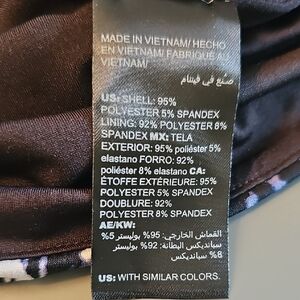 MADE IN VIETNAM/ HECHO
EN VIETNAM/ FABRIQUÉ AU
VIETNAM/
صنع في فيتنام
US: SHELL: 95%
POLYESTER 5% SPANDEX
LINING: 92% POLYESTER 8%
SPANDEX MX: TELA
EXTERIOR: 95% poliéster 5%
elastano FORRO: 92%
poliéster 8% elastano CA:
ÉTOFFE EXTÉRIEURE: 95%
POLYESTER 5% SPANDEX
DOUBLURE: 92%
POLYESTER 8% SPANDEX
AE/KW:
القماش الخارجي: 95% بوليستر 5%
سباندیکس البطانة: 92% بوليستر
8% سباندیکس
US: WITH SIMILAR COLORS.